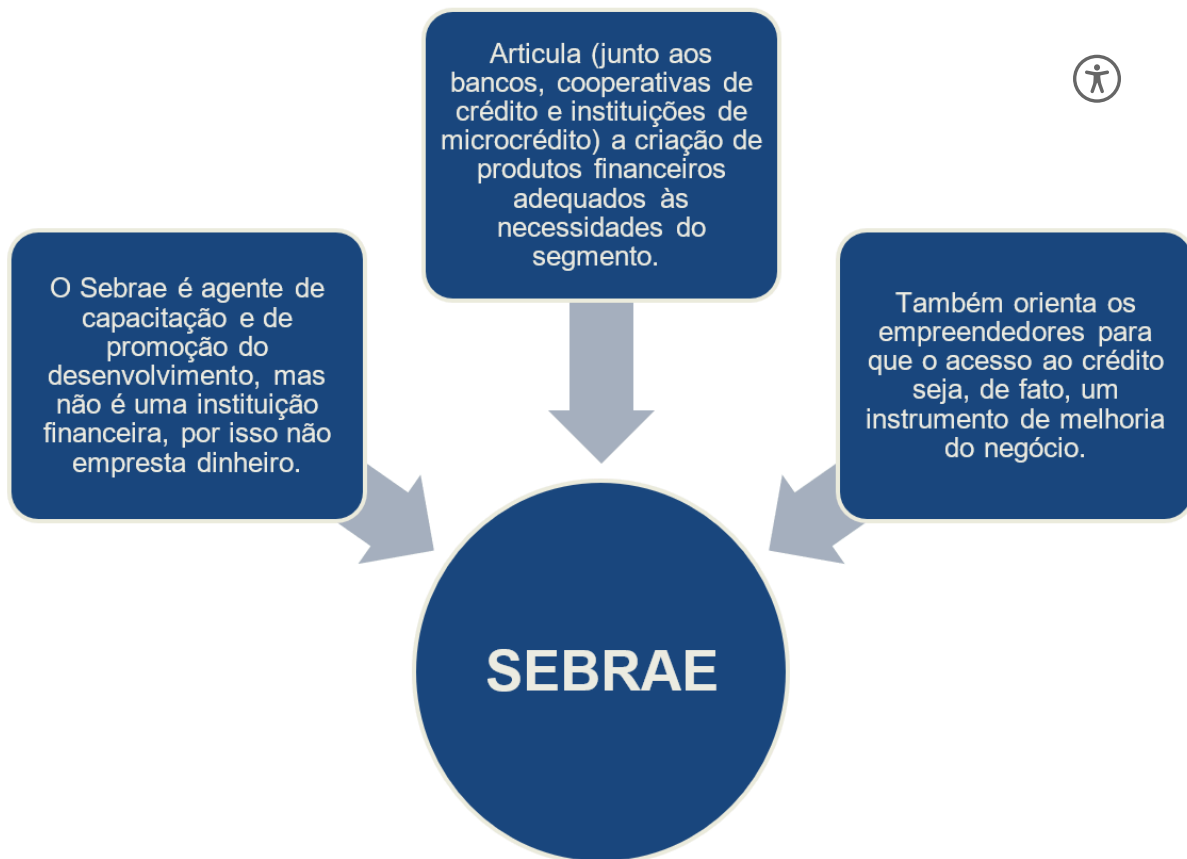 O Sebrae é agente de
capacitação e de
promoção do
desenvolvimento, mas
não é uma instituição
financeira, por isso não
empresta dinheiro.
Articula (junto aos
bancos, cooperativas de
crédito e instituições de
microcrédito) a criação de
produtos financeiros
adequados às
necessidades do
segmento.
Também orienta os
empreendedores para
que o acesso ao crédito
seja, de fato, um
instrumento de melhoria
do negócio.
SEBRAE